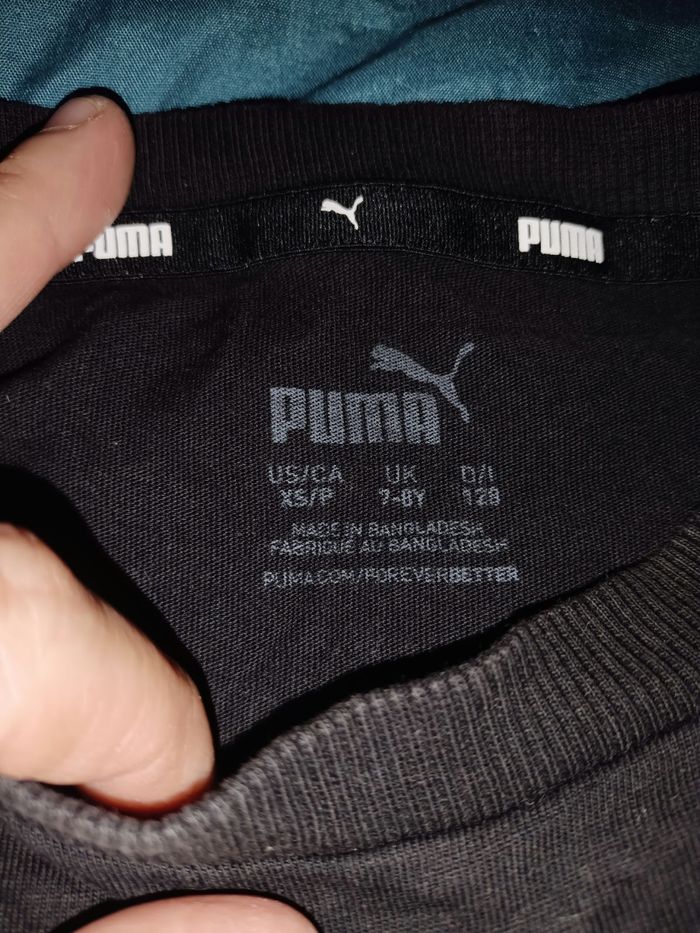 PUMA
PUMA
PUMA
US/CA UK D/I
XS/P 7-8Y 128
MADE IN BANGLADESH
FABRIQUÉ AU BANGLADESH
PUMA.COM/FOREVERBETTER